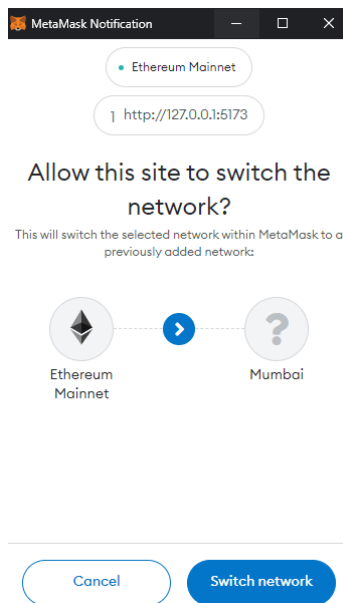 MetaMask Notification
Ethereum Mainnet
1 http://127.0.0.1:5173
Allow this site to switch the
network?
This will switch the selected network within MetaMask to a
previously added network:
?
Ethereum
Mainnet
Mumbai
Cancel
Switch network